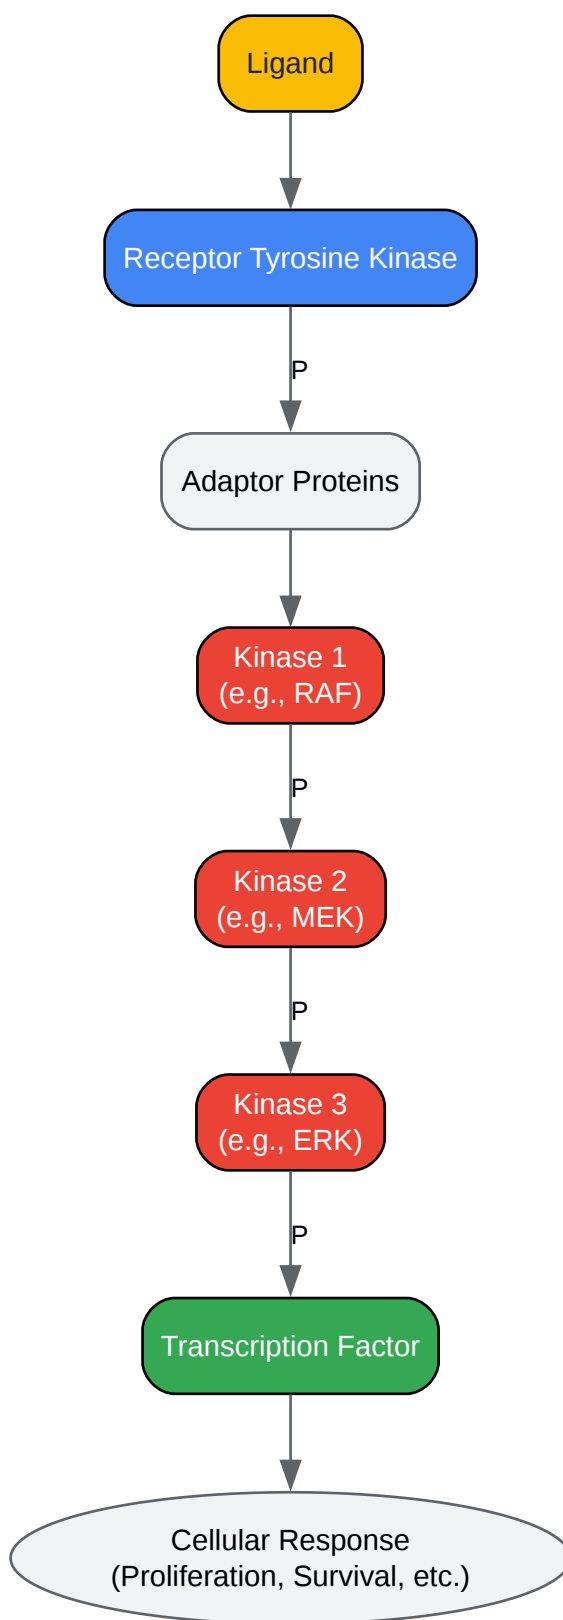 Ligand
Receptor Tyrosine Kinase
P
Adaptor Proteins
Kinase 1
(e.g., RAF)
P
Kinase 2
(e.g., MEK)
P
Kinase 3
(e.g., ERK)
P
Transcription Factor
Cellular Response
(Proliferation, Survival, etc.)